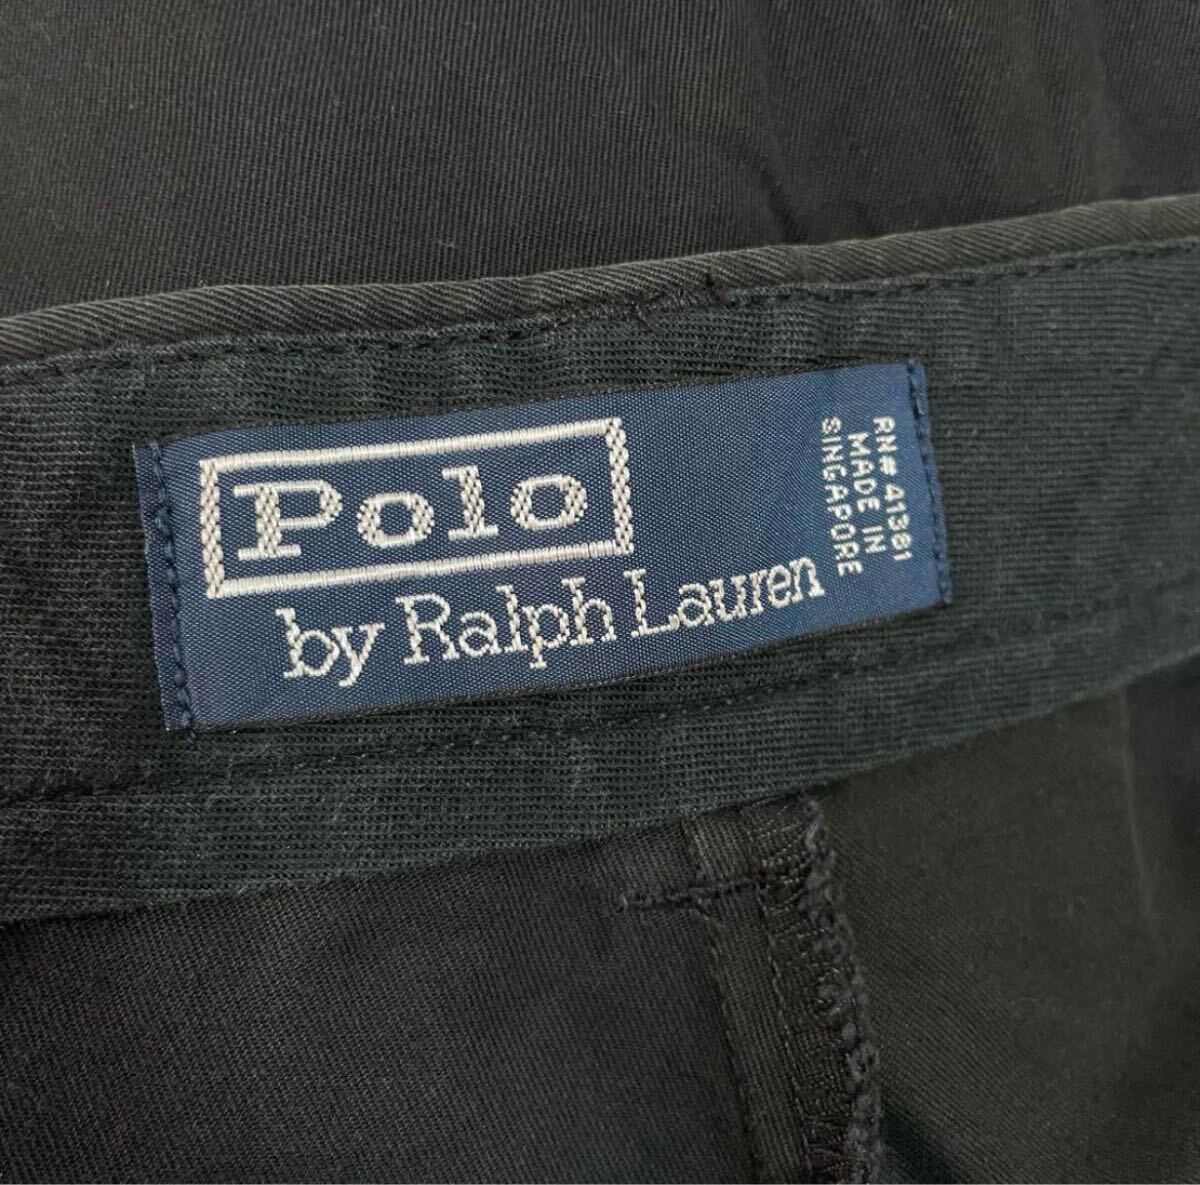 Polo
by Ralph Lauren
RN# 41381
MADE IN
SINGAPORE